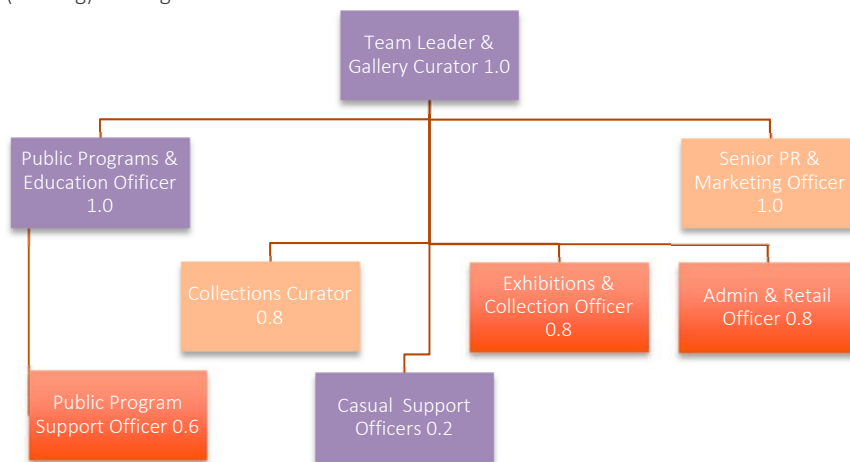 Team Leader &
Gallery Curator 1.0
Public Programs &
Education Ofificer
1.0
Senior PR &
Marketing Officer
1.0
Collections Curator
0.8
Exhibitions &
Collection Officer
0.8
Admin & Retail
Officer 0.8
Public Program
Support Officer 0.6
Casual Support
Officers 0.2